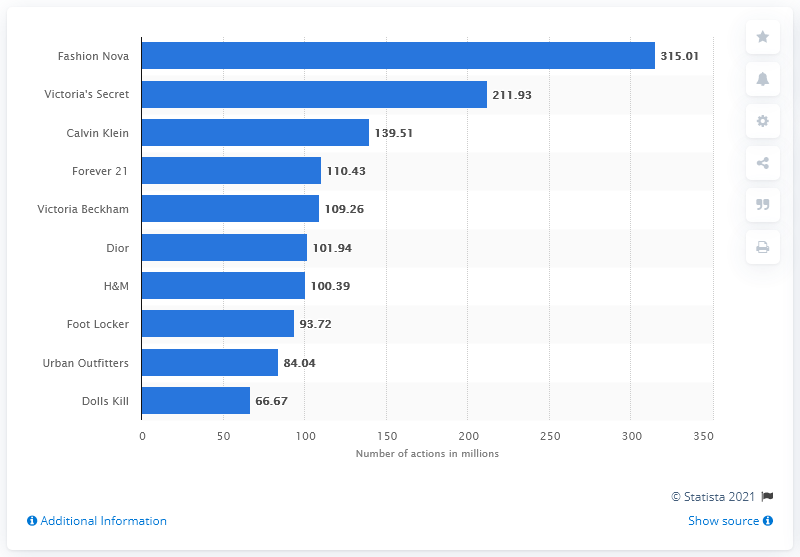 Fashion Nova 315.01
Victoria's Secret 211.93
Calvin Klein 139.51
Forever 21 110.43
Victoria Beckham 109.26
Dior 101.94
H&M 100.39
Foot Locker 93.72
Urban Outfitters 84.04
Dolls Kill 66.67
0 50 100 150 200 250 300 350
Number of actions in millions
© Statista 2021
Additional Information Show source